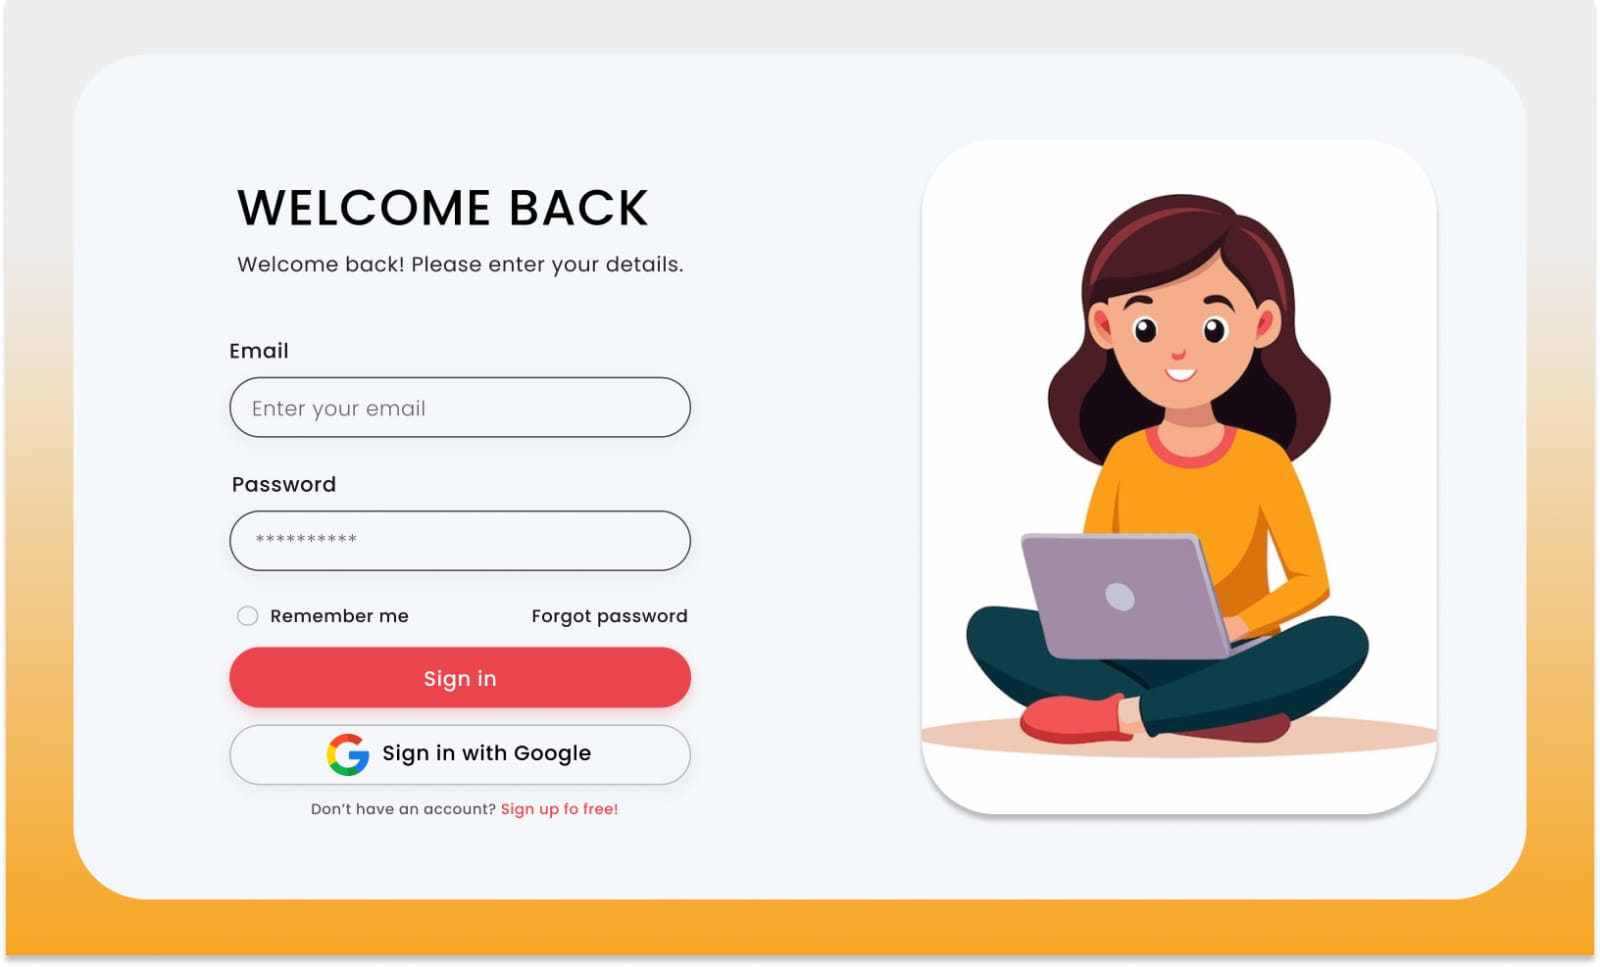 WELCOME BACK
Welcome back! Please enter your details.
Email
Enter your email
Password
**********
Remember me
Forgot password
Sign in
Sign in with Google
Don’t have an account? Sign up fo free!